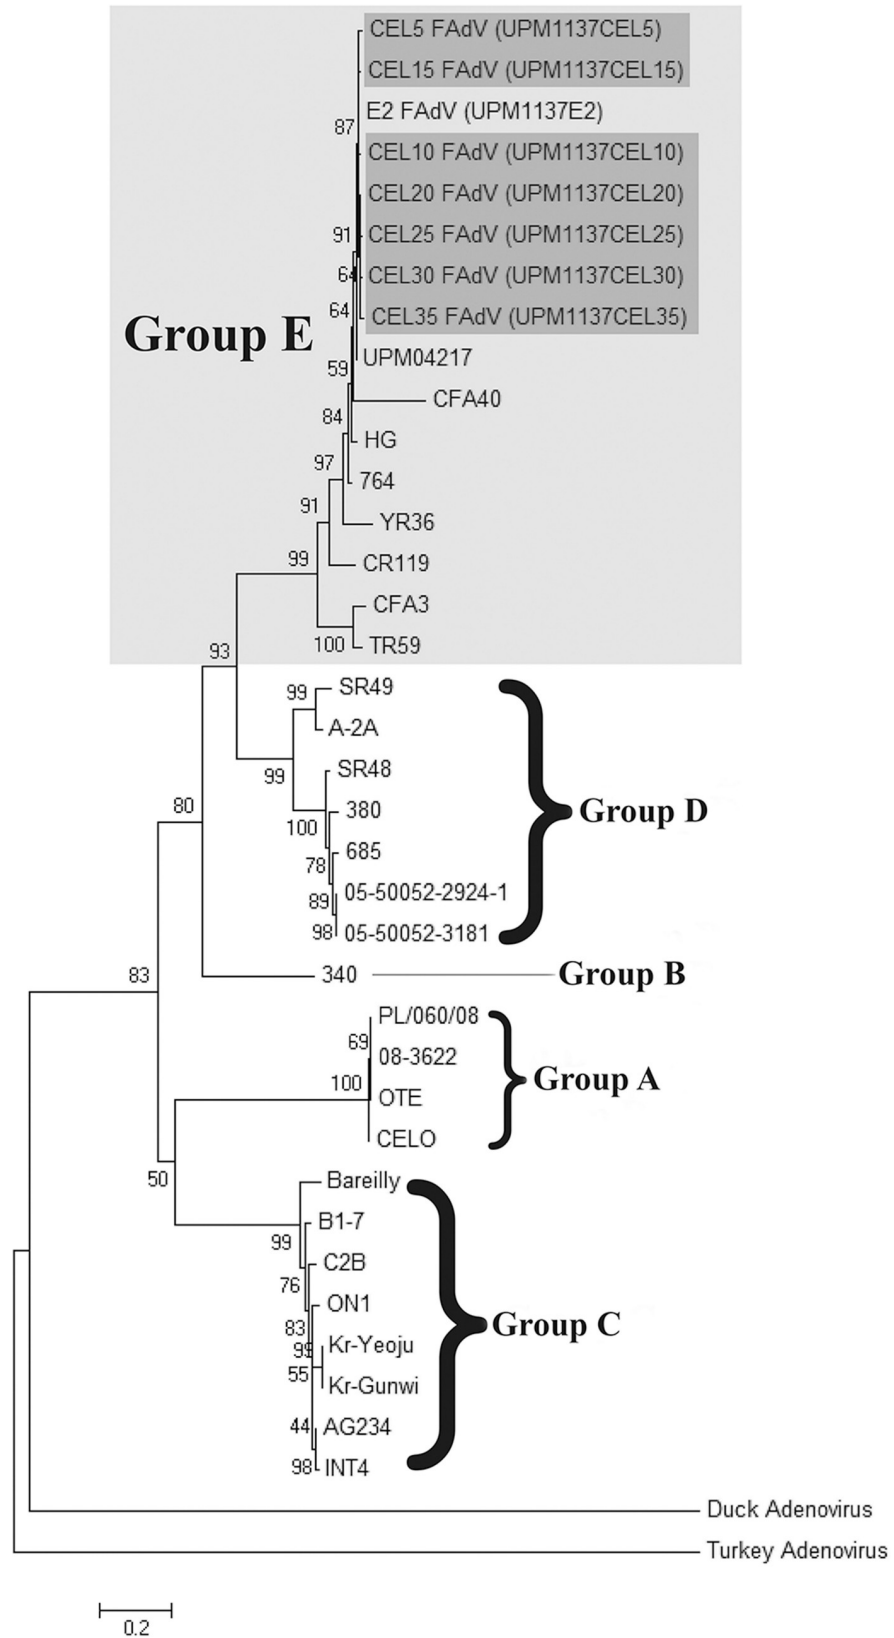 CEL5 FAdV (UPM1137CEL5)
CEL15 FAdV (UPM1137CEL15)
E2 FAdV (UPM1137E2)
87
CEL10 FAdV (UPM1137CEL10)
CEL20 FAdV (UPM1137CEL20)
91
CEL25 FAdV (UPM1137CEL25)
64
CEL30 FAdV (UPM1137CEL30)
64
CEL35 FAdV (UPM1137CEL35)
Group E
UPM04217
59
CFA40
84
HG
97
764
91
YR36
99
CR119
CFA3
100
TR59
93
SR49
99
A-2A
99
SR48
80
380
Group D
100
685
78
05-50052-2924-1
89
98
05-50052-3181
83
340
Group B
PL/060/08
69
08-3622
100
Group A
OTE
CELO
50
Bareilly
B1-7
99
C2B
76
ON1
83
Group C
99
Kr-Yeoju
55
Kr-Gunwi
44
AG234
98
INT4
Duck Adenovirus
Turkey Adenovirus
0.2